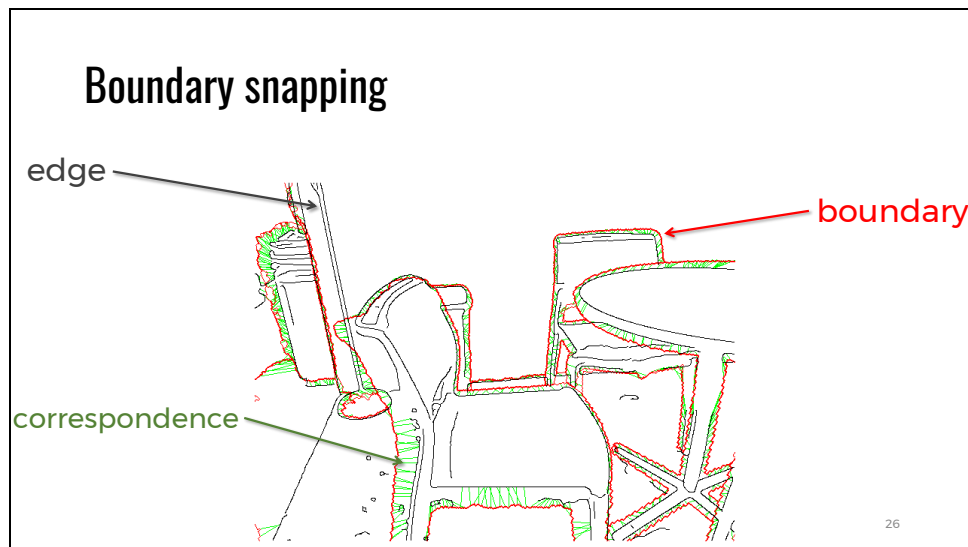 Boundary snapping
edge
boundary
correspondence
26